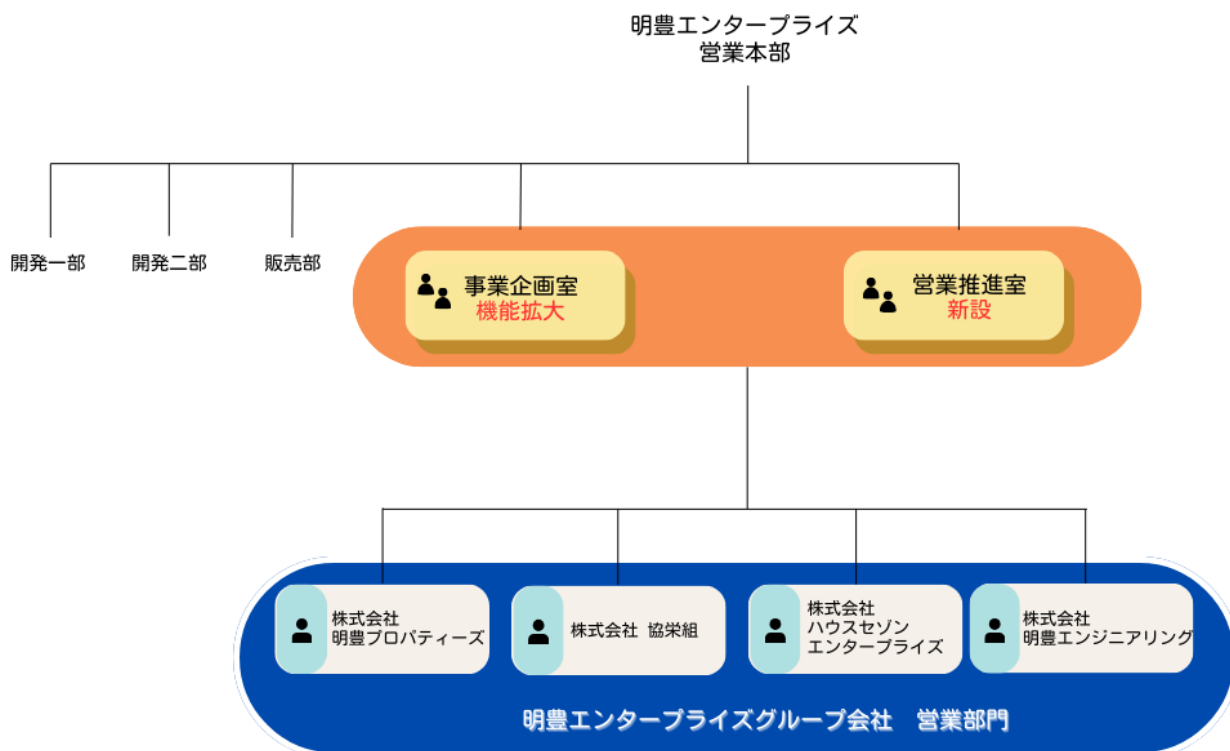 明豊エンタープライズ
営業本部
開発一部
開発二部
販売部
事業企画室
機能拡大
営業推進室
新設
株式会社
明豊プロパティーズ
株式会社 協栄組
株式会社
ハウスセゾン
エンタープライズ
株式会社
明豊エンジニアリング
明豊エンタープライズグループ会社　営業部門